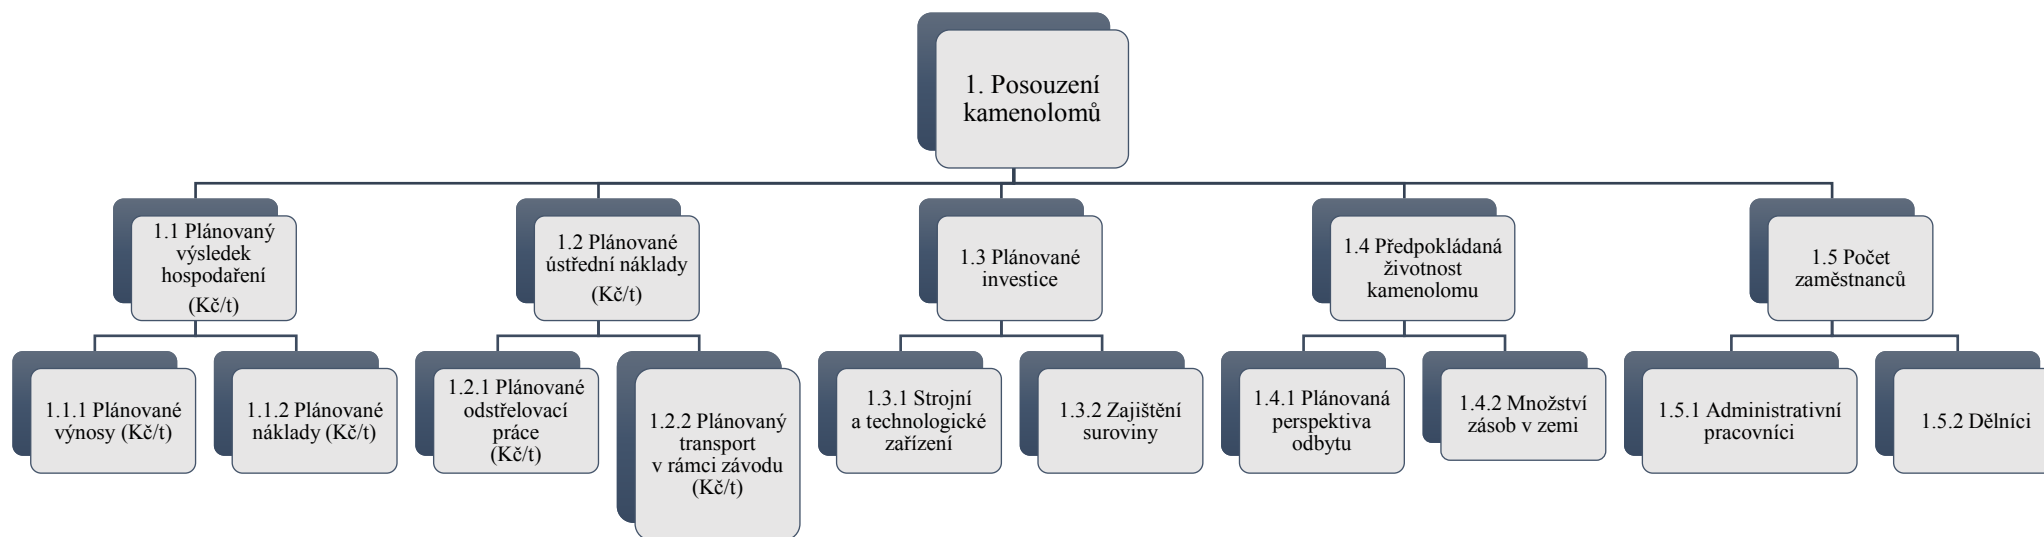 1. Posouzení
kamenolomů
1.1 Plánovaný
výsledek
hospodaření
(Kč/t)
1.2 Plánované
ústřední náklady
(Kč/t)
1.3 Plánované
investice
1.4 Předpokládaná
životnost
kamenolomu
1.5 Počet
zaměstnanců
1.1.1 Plánované
výnosy (Kč/t)
1.1.2 Plánované
náklady (Kč/t)
1.2.1 Plánované
odstřelovací
práce
(Kč/t)
1.2.2 Plánovaný
transport
v rámci závodu
(Kč/t)
1.3.1 Strojní
a technologické
zařízení
1.3.2 Zajištění
suroviny
1.4.1 Plánovaná
perspektiva
odbytu
1.4.2 Množství
zásob v zemi
1.5.1 Administrativní
pracovníci
1.5.2 Dělníci